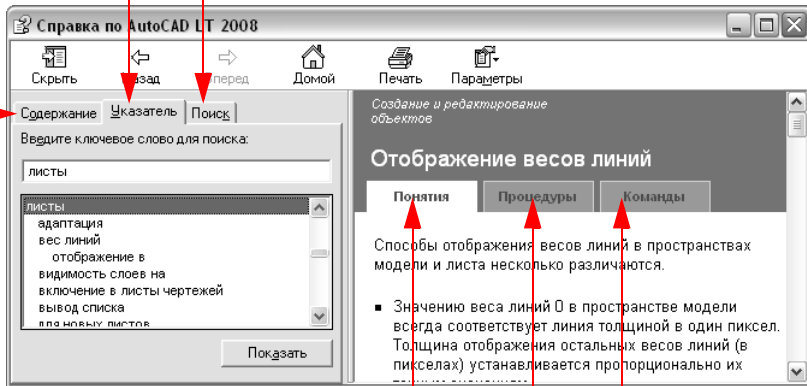 Справка по AutoCAD LT 2008
Скрыть Назад Вперед Домой Печать Параметры
Содержание Указатель Поиск
Введите ключевое слово для поиска:
листы
листы
адаптация
вес линий
отображение в
видимость слоев на
включение в листы чертежей
вывод списка
для новых листов
Показать
Создание и редактирование
объектов
Отображение весов линий
Понятия Процедуры Команды
Способы отображения весов линий в пространствах
модели и листа несколько различаются.
▪ Значению веса линий 0 в пространстве модели
всегда соответствует линия толщиной в один пиксел.
Толщина отображения остальных весов линий (в
пикселах) устанавливается пропорционально их